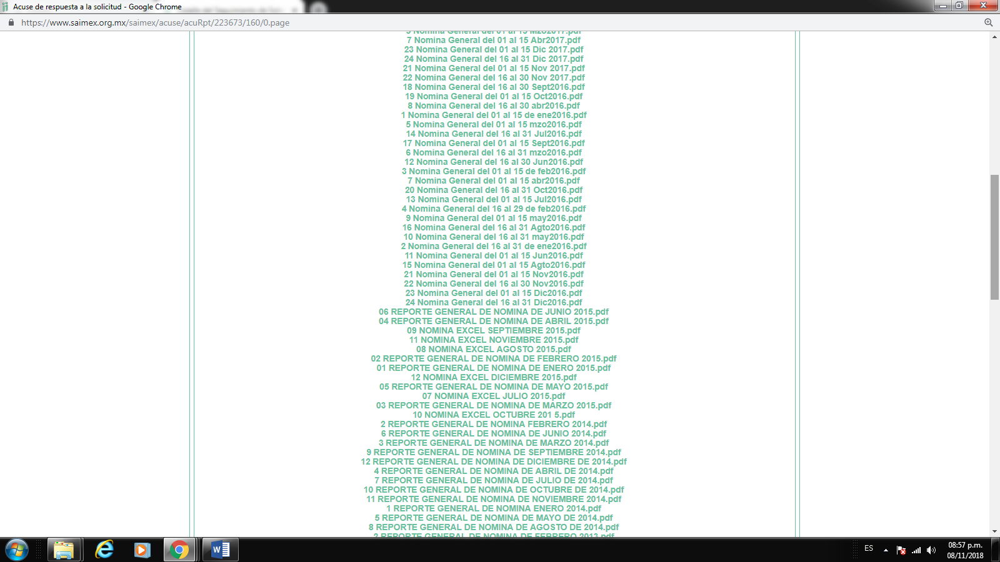 Acuse de respuesta a la solicitud - Google Chrome
https://www.saimex.org.mx/saimex/acuse/acuRpt/223673/160/0.page
5 Nomina General del 01 al 15 Mzo2017.pdf
7 Nomina General del 01 al 15 Abr2017.pdf
23 Nomina General del 01 al 15 Dic 2017.pdf
24 Nomina General del 16 al 31 Dic 2017.pdf
21 Nomina General del 01 al 15 Nov 2017.pdf
22 Nomina General del 16 al 30 Nov 2017.pdf
18 Nomina General del 16 al 30 Sept2016.pdf
19 Nomina General del 01 al 15 Oct2016.pdf
8 Nomina General del 16 al 30 abr2016.pdf
1 Nomina General del 01 al 15 de ene2016.pdf
5 Nomina General del 01 al 15 mzo2016.pdf
14 Nomina General del 16 al 31 Jul2016.pdf
17 Nomina General del 01 al 15 Sept2016.pdf
6 Nomina General del 16 al 31 mzo2016.pdf
12 Nomina General del 16 al 30 Jun2016.pdf
3 Nomina General del 01 al 15 de feb2016.pdf
7 Nomina General del 01 al 15 abr2016.pdf
20 Nomina General del 16 al 31 Oct2016.pdf
13 Nomina General del 01 al 15 Jul2016.pdf
4 Nomina General del 16 al 29 de feb2016.pdf
9 Nomina General del 01 al 15 may2016.pdf
16 Nomina General del 16 al 31 Agto2016.pdf
10 Nomina General del 16 al 31 may2016.pdf
2 Nomina General del 16 al 31 de ene2016.pdf
11 Nomina General del 01 al 15 Jun2016.pdf
15 Nomina General del 01 al 15 Agto2016.pdf
21 Nomina General del 01 al 15 Nov2016.pdf
22 Nomina General del 16 al 30 Nov2016.pdf
23 Nomina General del 01 al 15 Dic2016.pdf
24 Nomina General del 16 al 31 Dic2016.pdf
06 REPORTE GENERAL DE NOMINA DE JUNIO 2015.pdf
04 REPORTE GENERAL DE NOMINA DE ABRIL 2015.pdf
09 NOMINA EXCEL SEPTIEMBRE 2015.pdf
11 NOMINA EXCEL NOVIEMBRE 2015.pdf
08 NOMINA EXCEL AGOSTO 2015.pdf
02 REPORTE GENERAL DE NOMINA DE FEBRERO 2015.pdf
01 REPORTE GENERAL DE NOMINA DE ENERO 2015.pdf
12 NOMINA EXCEL DICIEMBRE 2015.pdf
05 REPORTE GENERAL DE NOMINA DE MAYO 2015.pdf
07 NOMINA EXCEL JULIO 2015.pdf
03 REPORTE GENERAL DE NOMINA DE MARZO 2015.pdf
10 NOMINA EXCEL OCTUBRE 201 5.pdf
2 REPORTE GENERAL DE NOMINA FEBRERO 2014.pdf
6 REPORTE GENERAL DE NOMINA DE JUNIO 2014.pdf
3 REPORTE GENERAL DE NOMINA DE MARZO 2014.pdf
9 REPORTE GENERAL DE NOMINA DE SEPTIEMBRE 2014.pdf
12 REPORTE GENERAL DE NOMINA DE DICIEMBRE DE 2014.pdf
4 REPORTE GENERAL DE NOMINA DE ABRIL DE 2014.pdf
7 REPORTE GENERAL DE NOMINA DE JULIO DE 2014.pdf
10 REPORTE GENERAL DE NOMINA DE OCTUBRE DE 2014.pdf
11 REPORTE GENERAL DE NOMINA DE NOVIEMBRE 2014.pdf
1 REPORTE GENERAL DE NOMINA ENERO 2014.pdf
5 REPORTE GENERAL DE NOMINA DE MAYO DE 2014.pdf
8 REPORTE GENERAL DE NOMINA DE AGOSTO DE 2014.pdf
2 REPORTE GENERAL DE NOMINA DE FEBRERO 2013.pdf
ES
08:57 p.m.
08/11/2018